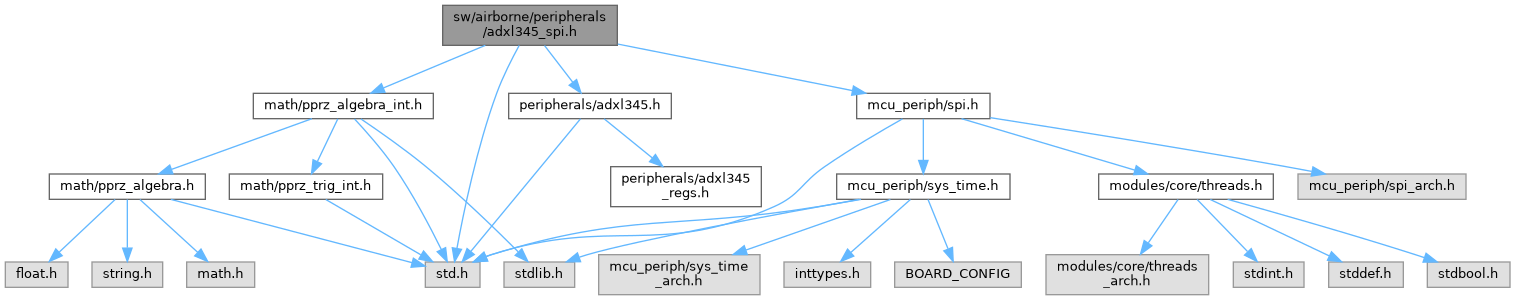 sw/airborne/peripherals
/adxl345_spi.h
math/pprz_algebra_int.h
peripherals/adxl345.h
mcu_periph/spi.h
math/pprz_algebra.h
math/pprz_trig_int.h
peripherals/adxl345
_regs.h
mcu_periph/sys_time.h
modules/core/threads.h
mcu_periph/spi_arch.h
float.h
string.h
math.h
std.h
stdlib.h
mcu_periph/sys_time
_arch.h
inttypes.h
BOARD_CONFIG
modules/core/threads
_arch.h
stdint.h
stddef.h
stdbool.h